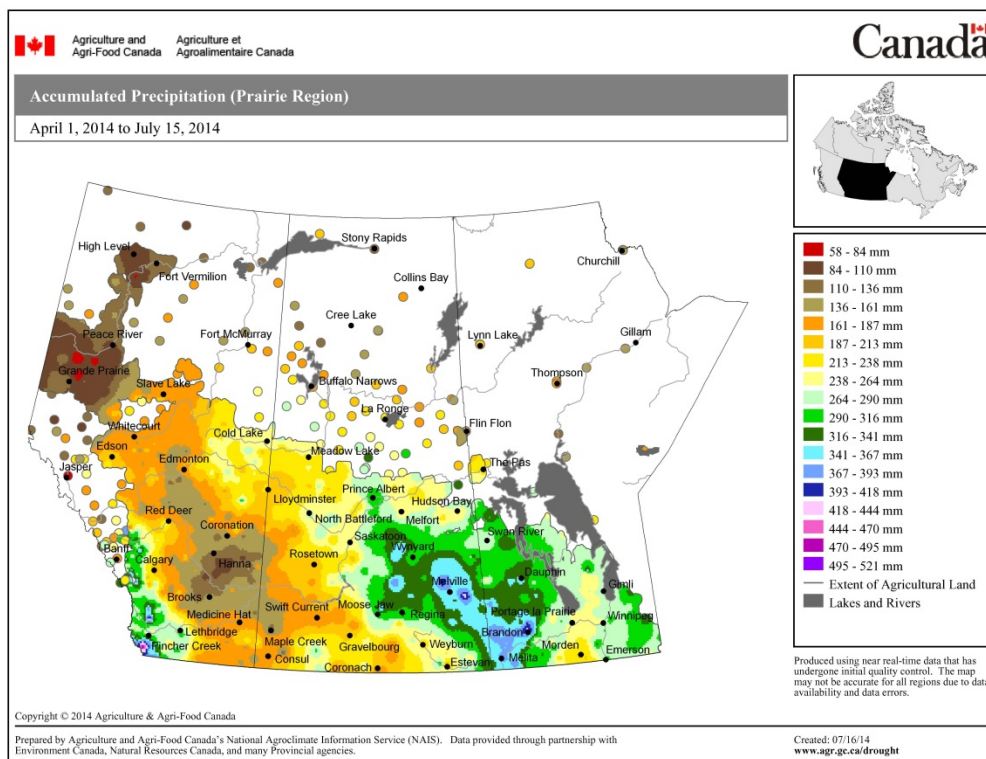 Agriculture and
Agri-Food Canada
Agriculture et
Agroalimentaire Canada
Canada
Accumulated Precipitation (Prairie Region)
April 1, 2014 to July 15, 2014
Stony Rapids
High Level
Churchill
Fort Vermilion
Collins Bay
Cree Lake
Peace River
Fort McMurray
Lynn Lake
Gillam
Grande Prairie
Slave Lake
Buffalo Narrows
Thompson
La Ronge
Whitecourt
Flin Flon
Edson
Cold Lake
Meadow Lake
Jasper
Edmonton
The Pas
Lloydminster
Prince Albert
Hudson Bay
Melfort
Red Deer
North Battleford
Coronation
Saskatoon
Swan River
Banff
Calgary
Hanna
Rosetown
Wynyard
Melville
Dauphin
Gimli
Brooks
Medicine Hat
Swift Current
Moose Jaw
Regina
Portage la Prairie
Winnipeg
Lethbridge
Pincher Creek
Maple Creek
Gravelbourg
Weyburn
Brandon
Morden
Emerson
Consul
Coronach
Estevan
Melita
58 - 84 mm
84 - 110 mm
110 - 136 mm
136 - 161 mm
161 - 187 mm
187 - 213 mm
213 - 238 mm
238 - 264 mm
264 - 290 mm
290 - 316 mm
316 - 341 mm
341 - 367 mm
367 - 393 mm
393 - 418 mm
418 - 444 mm
444 - 470 mm
470 - 495 mm
495 - 521 mm
Extent of Agricultural Land
Lakes and Rivers
Produced using near real-time data that has
undergone initial quality control. The map
may not be accurate for all regions due to data
availability and data errors.
Copyright © 2014 Agriculture & Agri-Food Canada
Prepared by Agriculture and Agri-Food Canada's National Agroclimate Information Service (NAIS). Data provided through partnership with
Environment Canada, Natural Resources Canada, and many Provincial agencies.
Created: 07/16/14
www.agr.gc.ca/drought